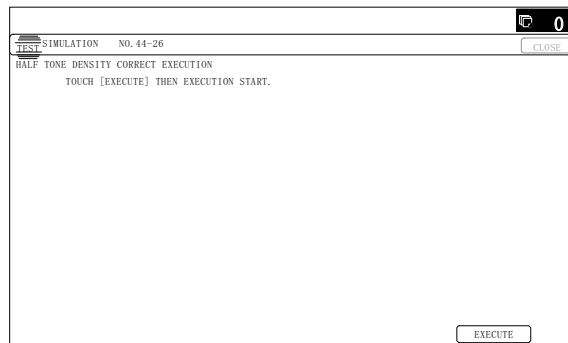 0
TEST SIMULATION NO.44-26 CLOSE
HALF TONE DENSITY CORRECT EXECUTION
TOUCH [EXECUTE] THEN EXECUTION START.
EXECUTE